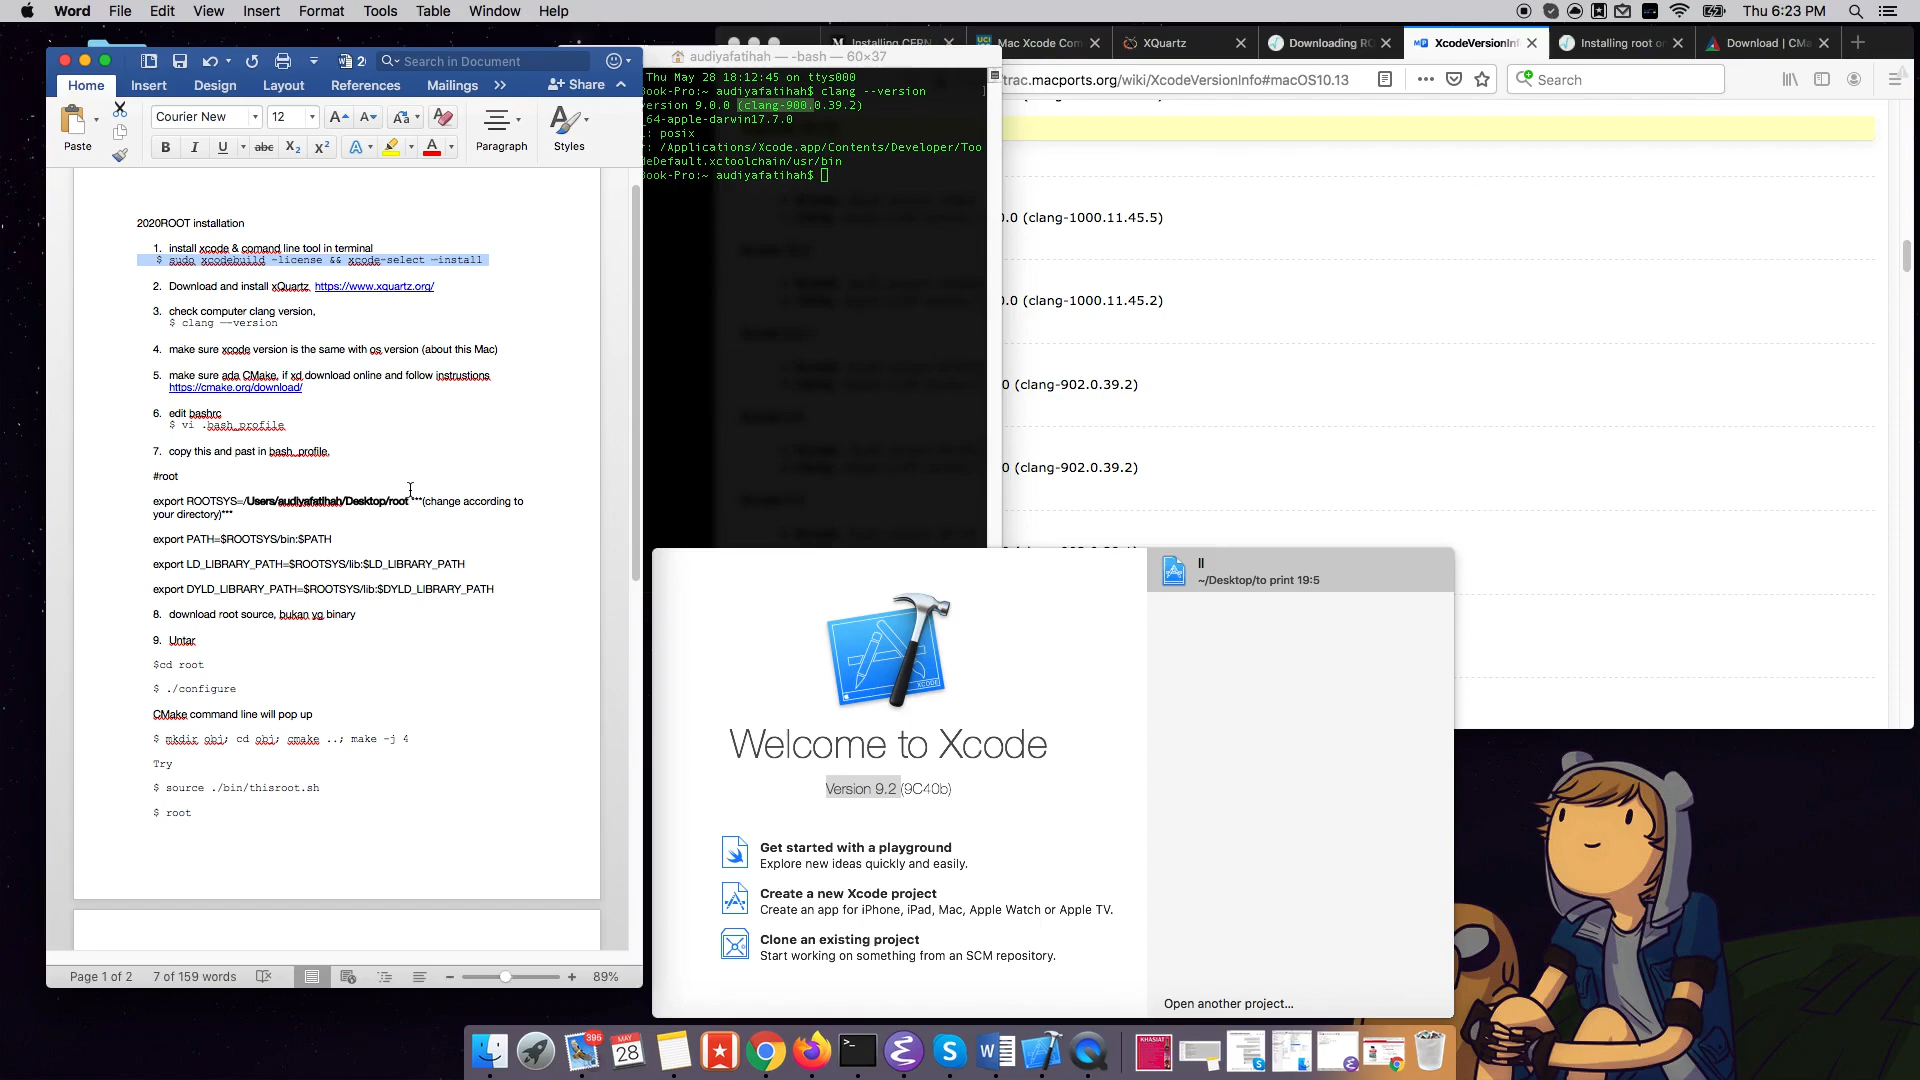 Word File Edit View Insert Format Tools Table Window Help
Thu 6:23 PM
Search in Document
Home Insert Design Layout References Mailings
Share
Paste
Courier New
12
Paragraph
Styles
2020ROOT installation
1. install xcode & comand line tool in terminal
$ sudo xcodebuild -license && xcode-select —install
2. Download and install xQuartz, https://www.xquartz.org/
3. check computer clang version,
$ clang —-version
4. make sure xcode version is the same with os version (about this Mac)
5. make sure ada CMake, if xd download online and follow instrustions
https://cmake.org/download/
6. edit bashrc
$ vi .bash_profile
7. copy this and past in bash_profile,
#root
export ROOTSYS=/Users/audiyafatihah/Desktop/root ***(change according to
your directory)***
export PATH=$ROOTSYS/bin:$PATH
export LD_LIBRARY_PATH=$ROOTSYS/lib:$LD_LIBRARY_PATH
export DYLD_LIBRARY_PATH=$ROOTSYS/lib:$DYLD_LIBRARY_PATH
8. download root source, bukan yg binary
9. Untar
$cd root
$ ./configure
CMake command line will pop up
$ mkdir obj; cd obj; cmake ..; make -j 4
Try
$ source ./bin/thisroot.sh
$ root
Page 1 of 2 7 of 159 words
89%
audiyafatihah — -bash — 60×37
Thu May 28 18:12:45 on ttys000
Book-Pro:~ audiyafatihah$ clang --version
version 9.0.0 (clang-900.0.39.2)
_64-apple-darwin17.7.0
: posix
r: /Applications/Xcode.app/Contents/Developer/Too
deDefault.xctoolchain/usr/bin
Book-Pro:~ audiyafatihah$
Installing CERN
Mac Xcode Com
XQuartz
Downloading RO
XcodeVersionInf
Installing root on
Download | CMa
trac.macports.org/wiki/XcodeVersionInfo#macOS10.13
Search
.0 (clang-1000.11.45.5)
.0 (clang-1000.11.45.2)
0 (clang-902.0.39.2)
0 (clang-902.0.39.2)
Welcome to Xcode
Version 9.2 (9C40b)
Get started with a playground
Explore new ideas quickly and easily.
Create a new Xcode project
Create an app for iPhone, iPad, Mac, Apple Watch or Apple TV.
Clone an existing project
Start working on something from an SCM repository.
ll
~/Desktop/to print 19:5
Open another project...
XCODE
395
MAY
28
KHASIAT